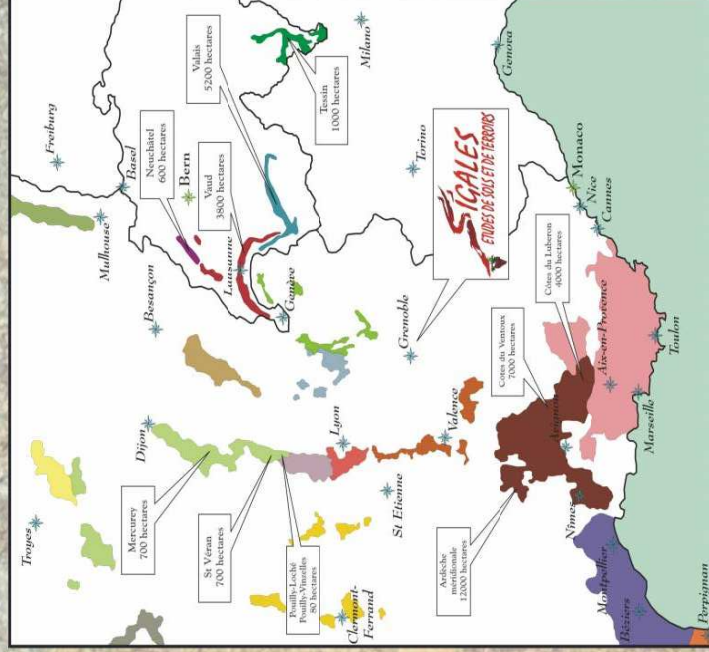 Troyes
Freiburg
Mulhouse
Basel
Dijon
Besançon
Neuchâtel
600 hectares
Bern
Valais
5200 hectares
Mercurey
700 hectares
Vaud
3800 hectares
Lausanne
St Véran
700 hectares
Genève
Tessin
1000 hectares
Pouilly-Loché
Pouilly-Vinzelles
80 hectares
Milano
Clermont-
Ferrand
Lyon
St Etienne
Grenoble
Torino
SIGALES
ETUDES DE SOLS ET DE TERROIRS
Valence
Genova
Ardèche
méridionale
12000 hectares
Côtes du Ventoux
7000 hectares
Côtes du Luberon
4000 hectares
Avignon
Nîmes
Monaco
Nice
Cannes
Aix-en-Provence
Montpellier
Béziers
Marseille
Toulon
Perpignan